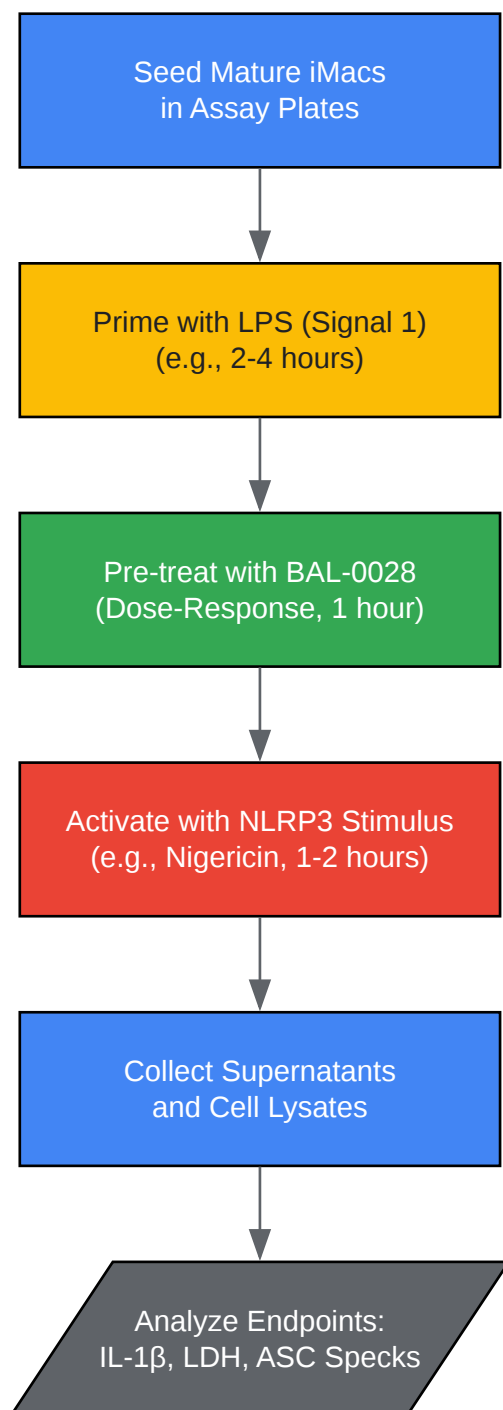 Seed Mature iMacs
in Assay Plates
Prime with LPS (Signal 1)
(e.g., 2-4 hours)
Pre-treat with BAL-0028
(Dose-Response, 1 hour)
Activate with NLRP3 Stimulus
(e.g., Nigericin, 1-2 hours)
Collect Supernatants
and Cell Lysates
Analyze Endpoints:
IL-1β, LDH, ASC Specks